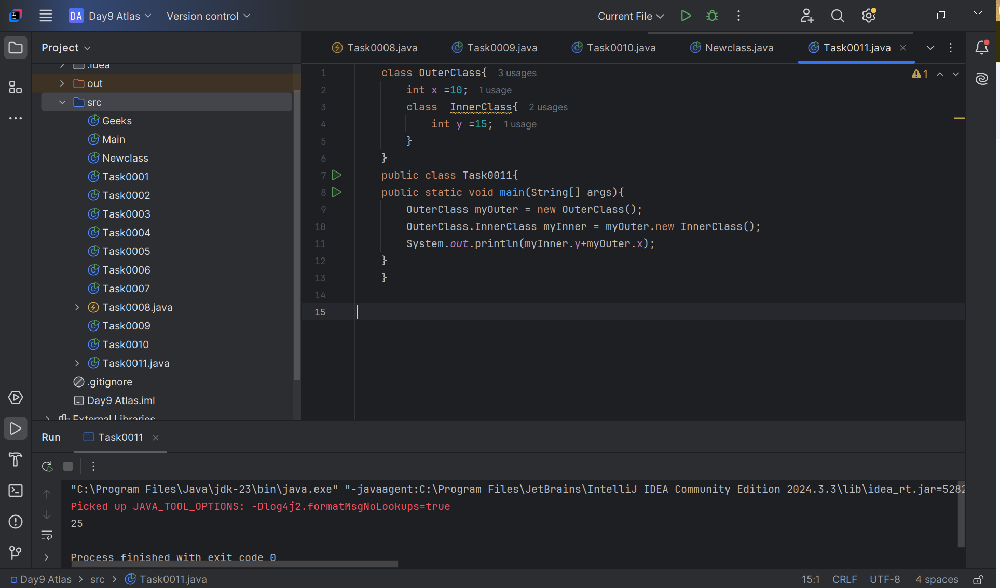 DA Day9 Atlas Version control Current File
Project
Task0008.java Task0009.java Task0010.java Newclass.java Task0011.java
.idea
out
src
Geeks
Main
Newclass
Task0001
Task0002
Task0003
Task0004
Task0005
Task0006
Task0007
Task0008.java
Task0009
Task0010
Task0011.java
.gitignore
Day9 Atlas.iml
External Libraries
1 class OuterClass{ 3 usages
2 int x =10; 1 usage
3 class InnerClass{ 2 usages
4 int y =15; 1 usage
5 }
6 }
7 public class Task0011{
8 public static void main(String[] args){
9 OuterClass myOuter = new OuterClass();
10 OuterClass.InnerClass myInner = myOuter.new InnerClass();
11 System.out.println(myInner.y+myOuter.x);
12 }
13 }
14
15
1
Run Task0011
"C:\Program Files\Java\jdk-23\bin\java.exe" "-javaagent:C:\Program Files\JetBrains\IntelliJ IDEA Community Edition 2024.3.3\lib\idea_rt.jar=5282
Picked up JAVA_TOOL_OPTIONS: -Dlog4j2.formatMsgNoLookups=true
25
Process finished with exit code 0
Day9 Atlas > src > Task0011.java 15:1 CRLF UTF-8 4 spaces